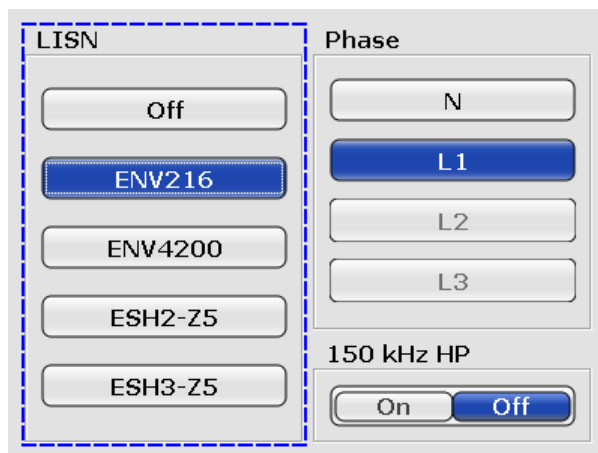 LISN
Off
ENV216
ENV4200
ESH2-Z5
ESH3-Z5
Phase
N
L1
L2
L3
150 kHz HP
On Off